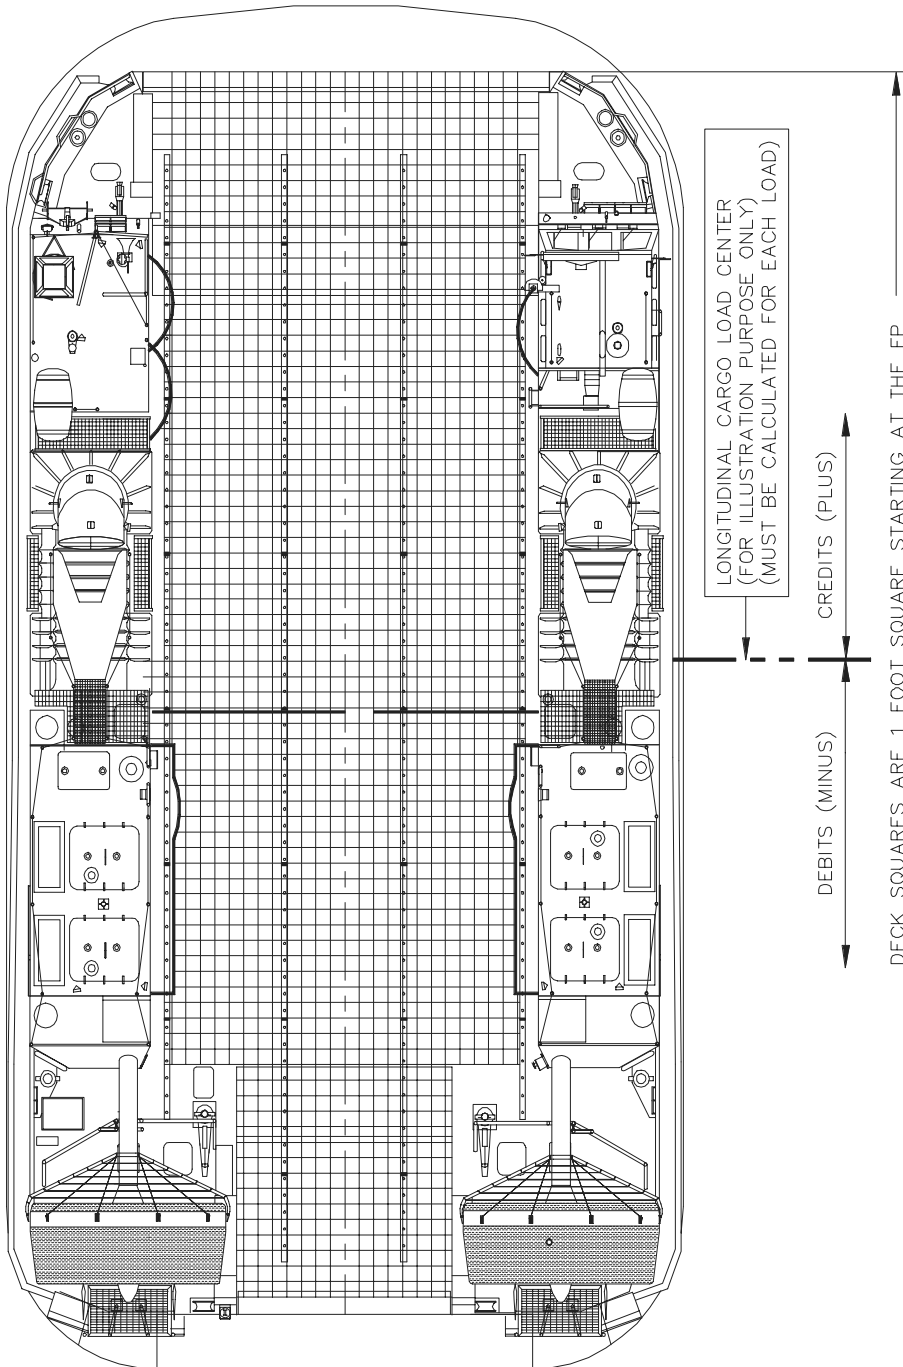 LONGITUDINAL CARGO LOAD CENTER
(FOR ILLUSTRATION PURPOSE ONLY)
(MUST BE CALCULATED FOR EACH LOAD)
CREDITS (PLUS)
DEBITS (MINUS)
DECK SQUARES ARE 1 FOOT SQUARE STARTING AT THE FP